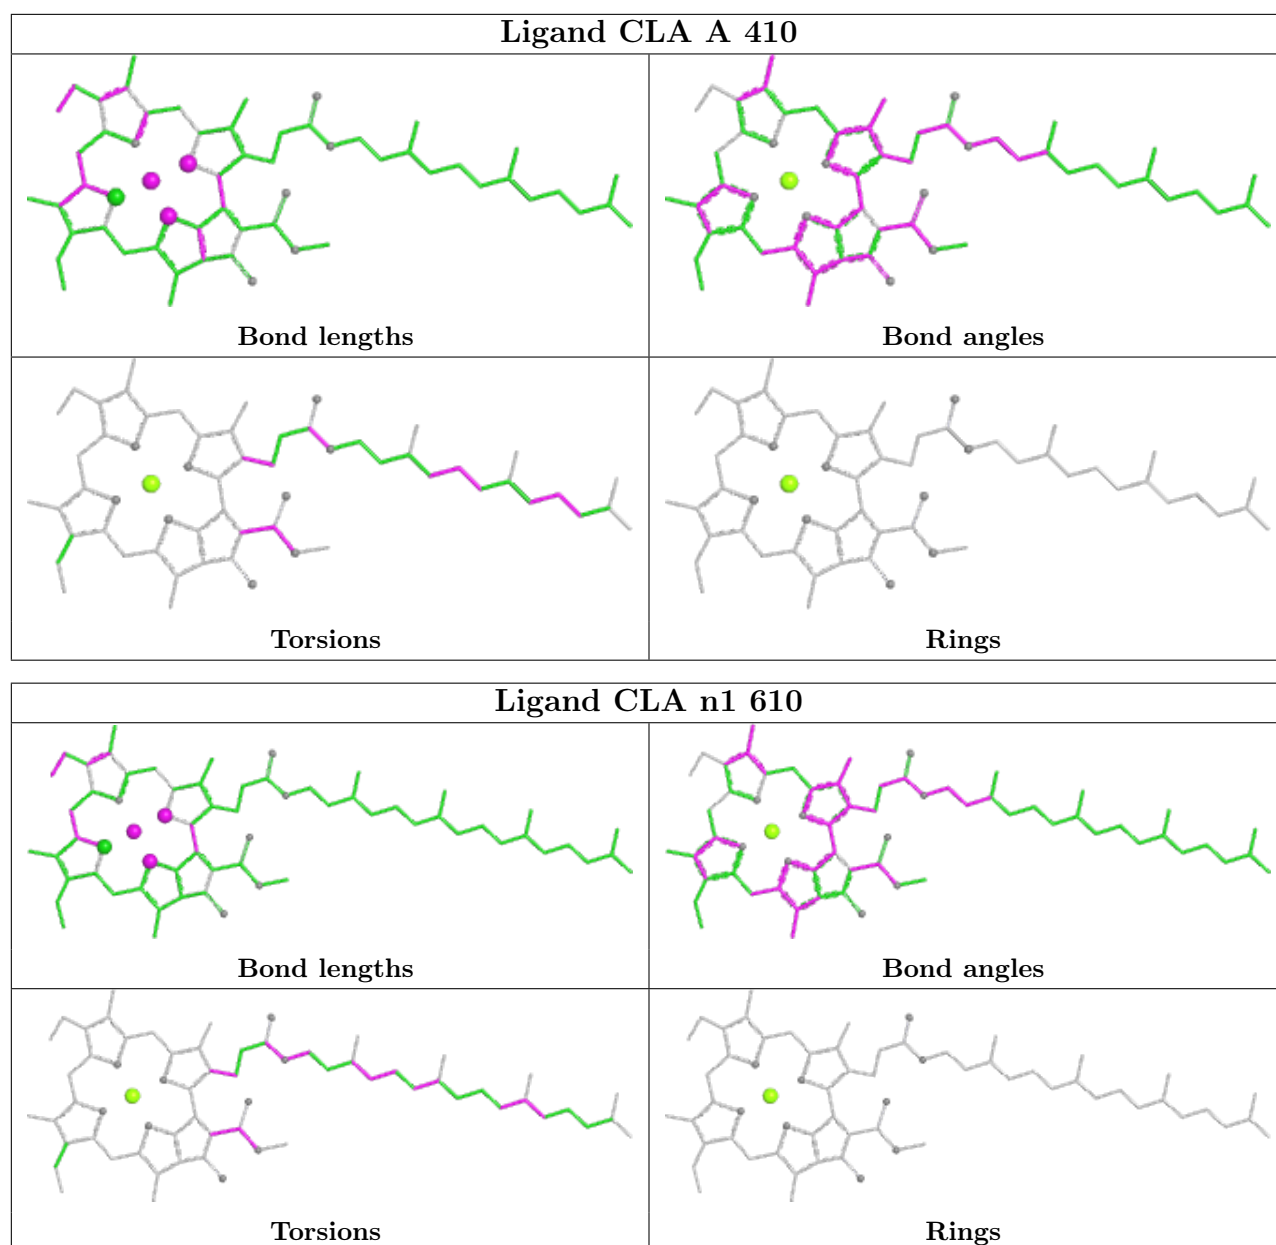 Ligand CLA A 410
Bond lengths
Bond angles
Torsions
Rings
Ligand CLA n1 610
Bond lengths
Bond angles
Torsions
Rings